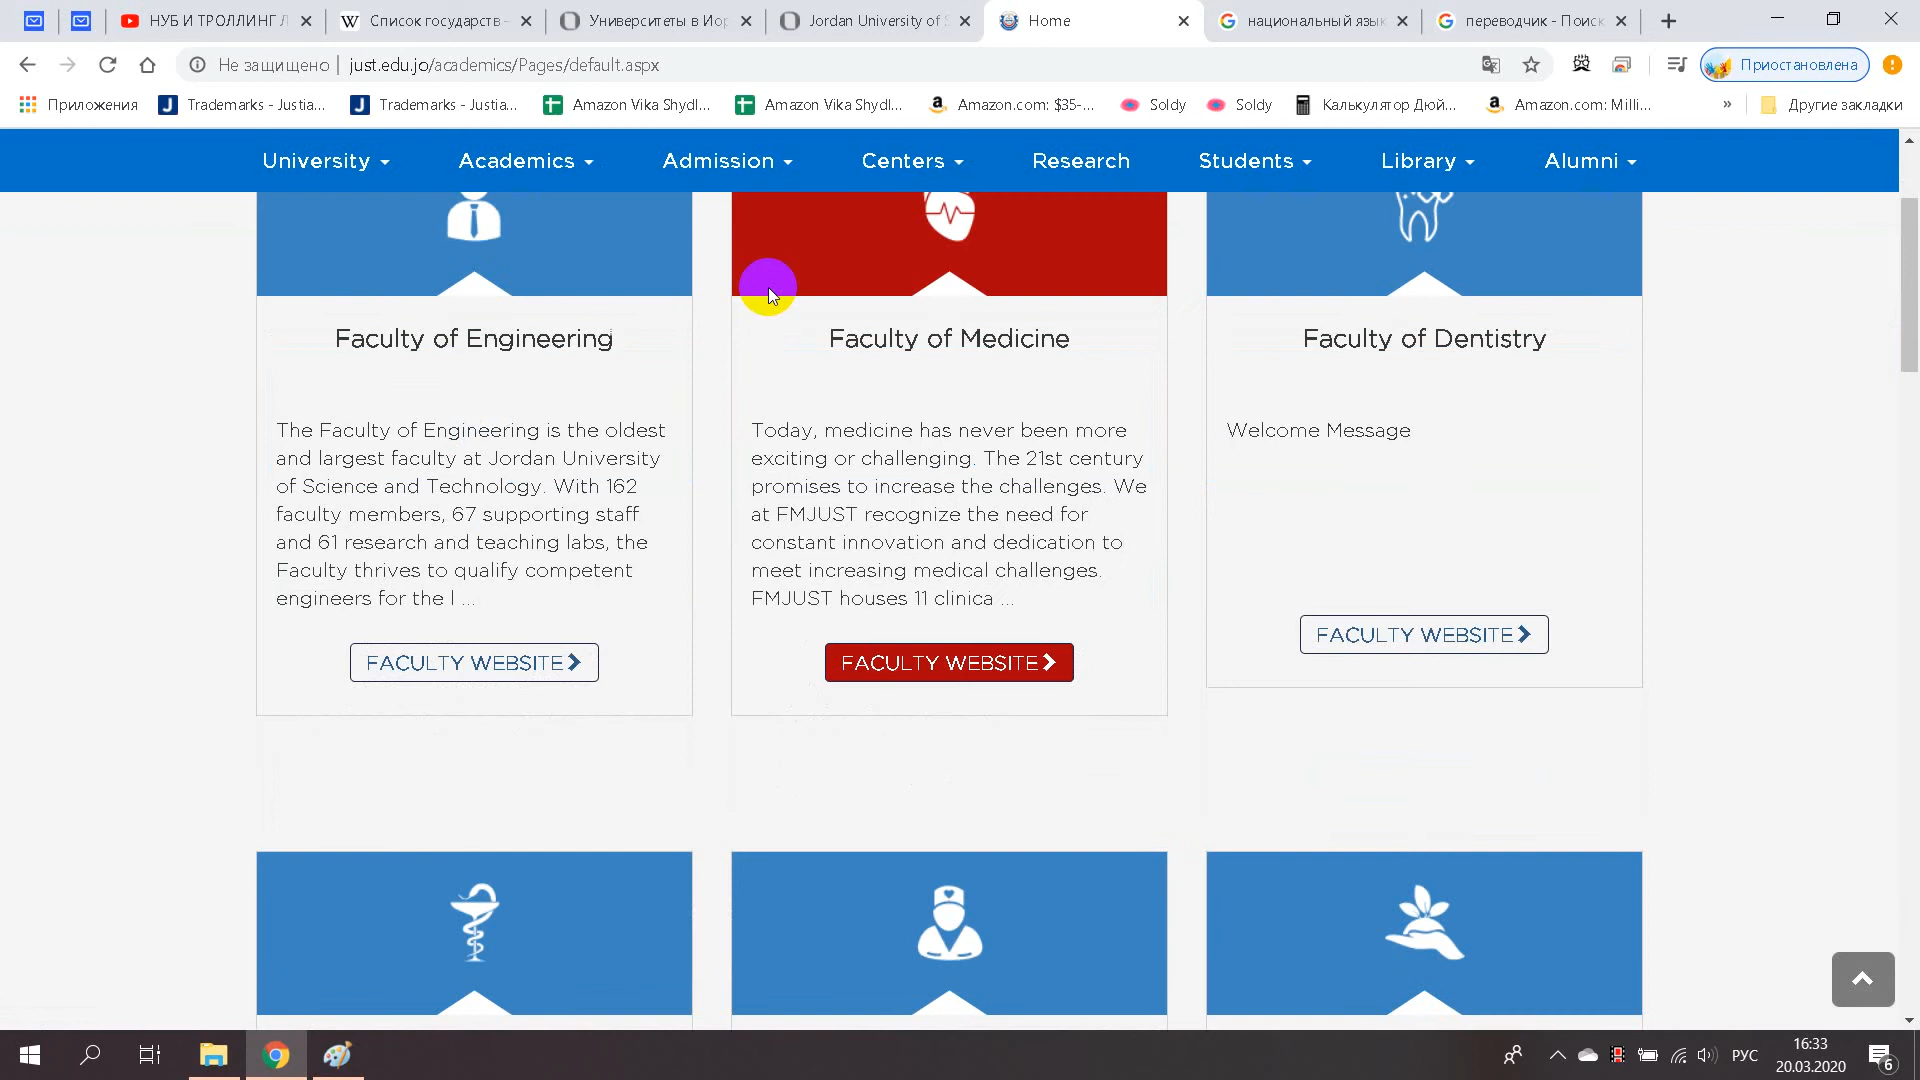 НУБ И ТРОЛЛИНГ Л
Список государств -
Университеты в Иор
Jordan University of S
Home
национальный язык
переводчик - Поиск
Не защищено | just.edu.jo/academics/Pages/default.aspx
Приостановлена
Приложения
Trademarks - Justia...
Trademarks - Justia...
Amazon Vika Shydl...
Amazon Vika Shydl...
Amazon.com: $35-...
Soldy
Soldy
Калькулятор Дюй...
Amazon.com: Milli...
»
Другие закладки
University
Academics
Admission
Centers
Research
Students
Library
Alumni
Faculty of Engineering
The Faculty of Engineering is the oldest
and largest faculty at Jordan University
of Science and Technology. With 162
faculty members, 67 supporting staff
and 61 research and teaching labs, the
Faculty thrives to qualify competent
engineers for the l ...
FACULTY WEBSITE
Faculty of Medicine
Today, medicine has never been more
exciting or challenging. The 21st century
promises to increase the challenges. We
at FMJUST recognize the need for
constant innovation and dedication to
meet increasing medical challenges.
FMJUST houses 11 clinica ...
FACULTY WEBSITE
Faculty of Dentistry
Welcome Message
FACULTY WEBSITE
РУС
16:33
20.03.2020
6